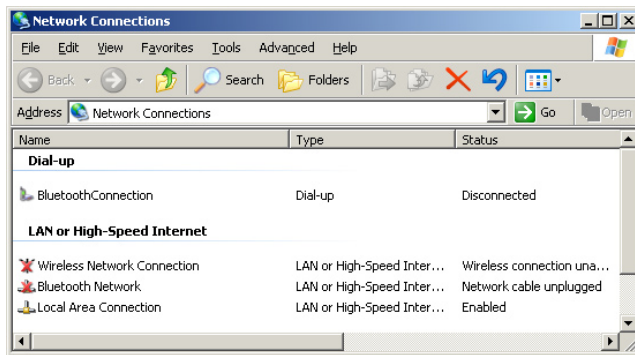 Network Connections
File Edit View Favorites Tools Advanced Help
Back Search Folders
Address Network Connections Go Open
Name Type Status
Dial-up
BluetoothConnection Dial-up Disconnected
LAN or High-Speed Internet
Wireless Network Connection LAN or High-Speed Inter... Wireless connection una...
Bluetooth Network LAN or High-Speed Inter... Network cable unplugged
Local Area Connection LAN or High-Speed Inter... Enabled